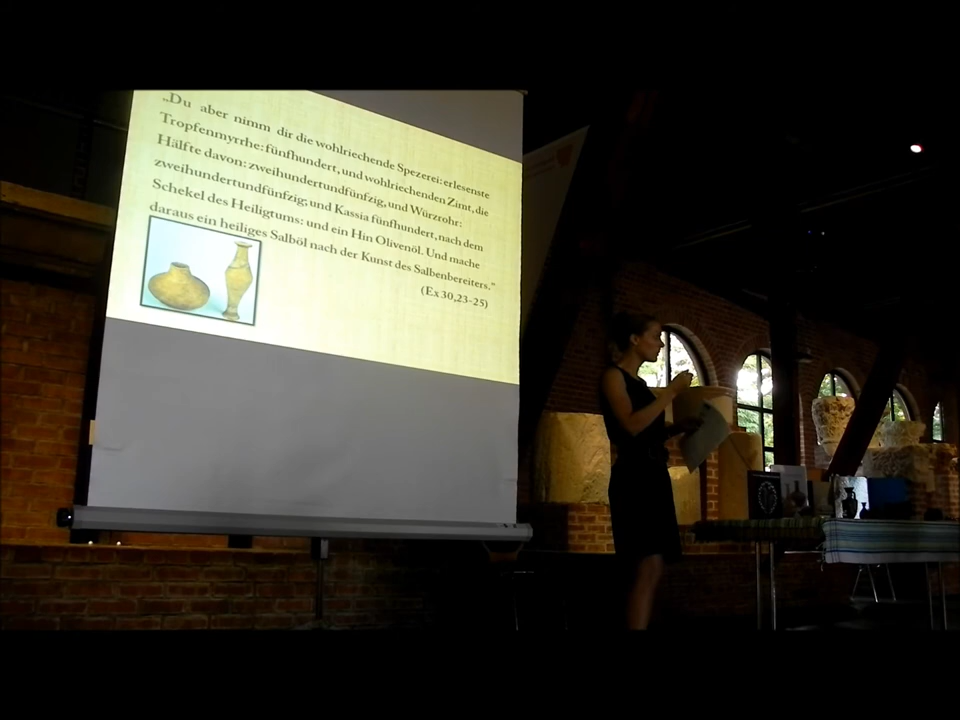 „Du aber nimm dir die wohlriechende Spezerei: erlesenste
Tropfenmyrrhe: fünfhundert, und wohlriechenden Zimt, die
Hälfte davon: zweihundertundfünfzig, und Würzrohr:
zweihundertundfünfzig; und Kassia fünfhundert, nach dem
Schekel des Heiligtums: und ein Hin Olivenöl. Und mache
daraus ein heiliges Salböl nach der Kunst des Salbenbereiters.“
(Ex 30,23-25)